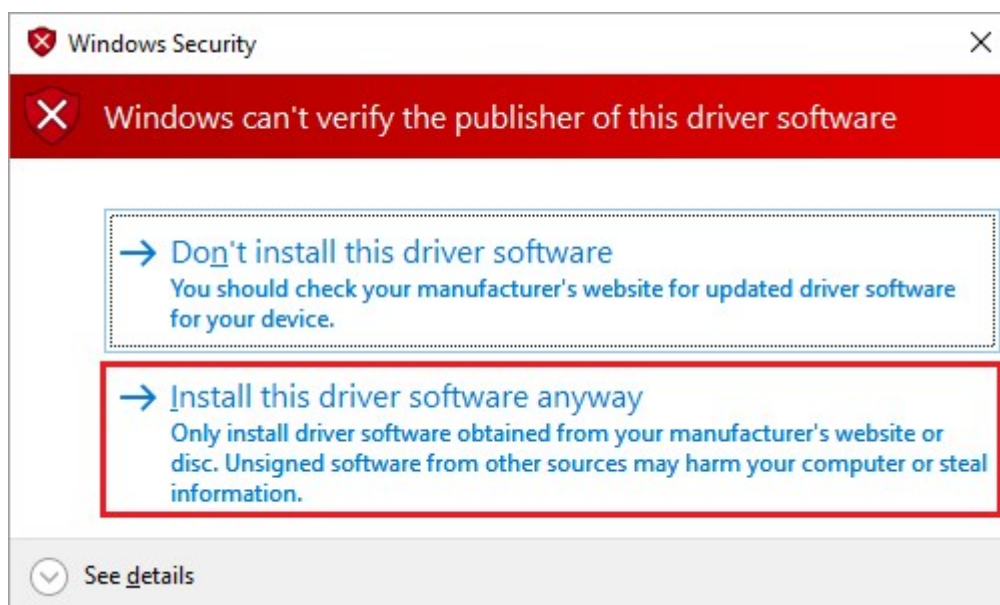 Windows Security
Windows can't verify the publisher of this driver software
Don't install this driver software
You should check your manufacturer's website for updated driver software
for your device.
Install this driver software anyway
Only install driver software obtained from your manufacturer's website or
disc. Unsigned software from other sources may harm your computer or steal
information.
See details